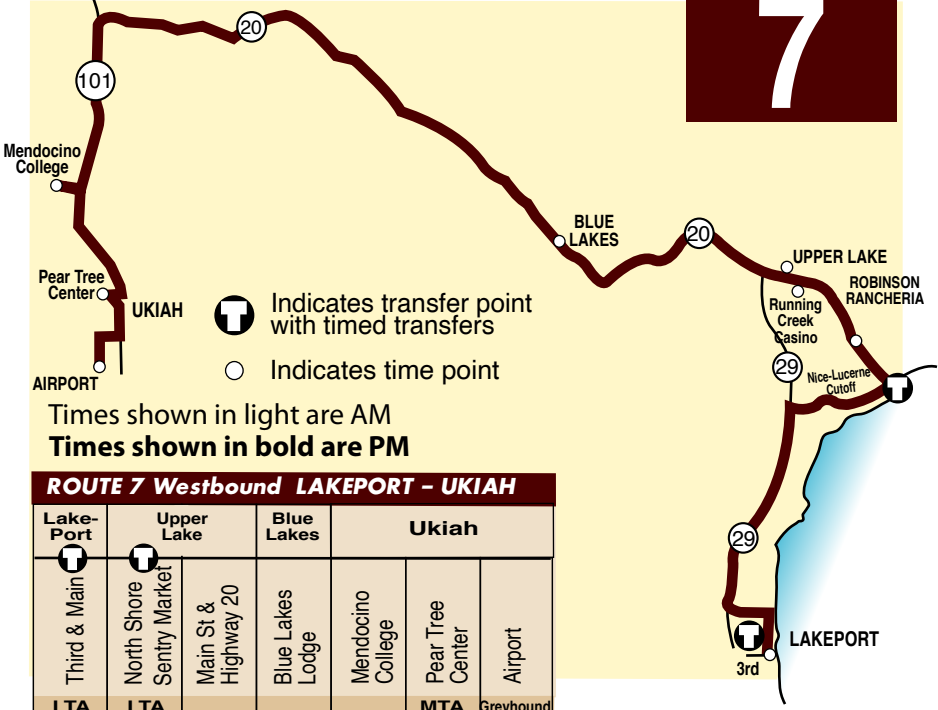 7
20
101
Mendocino
College
BLUE
LAKES
20
UPPER LAKE
ROBINSON
RANCHERIA
Pear Tree
Center
UKIAH
Running
Creek
Casino
T Indicates transfer point
with timed transfers
29
Nice-Lucerne
Cutoff
T
AIRPORT
Indicates time point
Times shown in light are AM
Times shown in bold are PM
29
T
3rd
LAKEPORT
ROUTE 7 Westbound LAKEPORT – UKIAH
Lake-
Port
Upper
Lake
Blue
Lakes
Ukiah
T
T
Third & Main
North Shore
Sentry Market
Main St &
Highway 20
Blue Lakes
Lodge
Mendocino
College
Pear Tree
Center
Airport
LTA
LTA
MTA
Greyhound